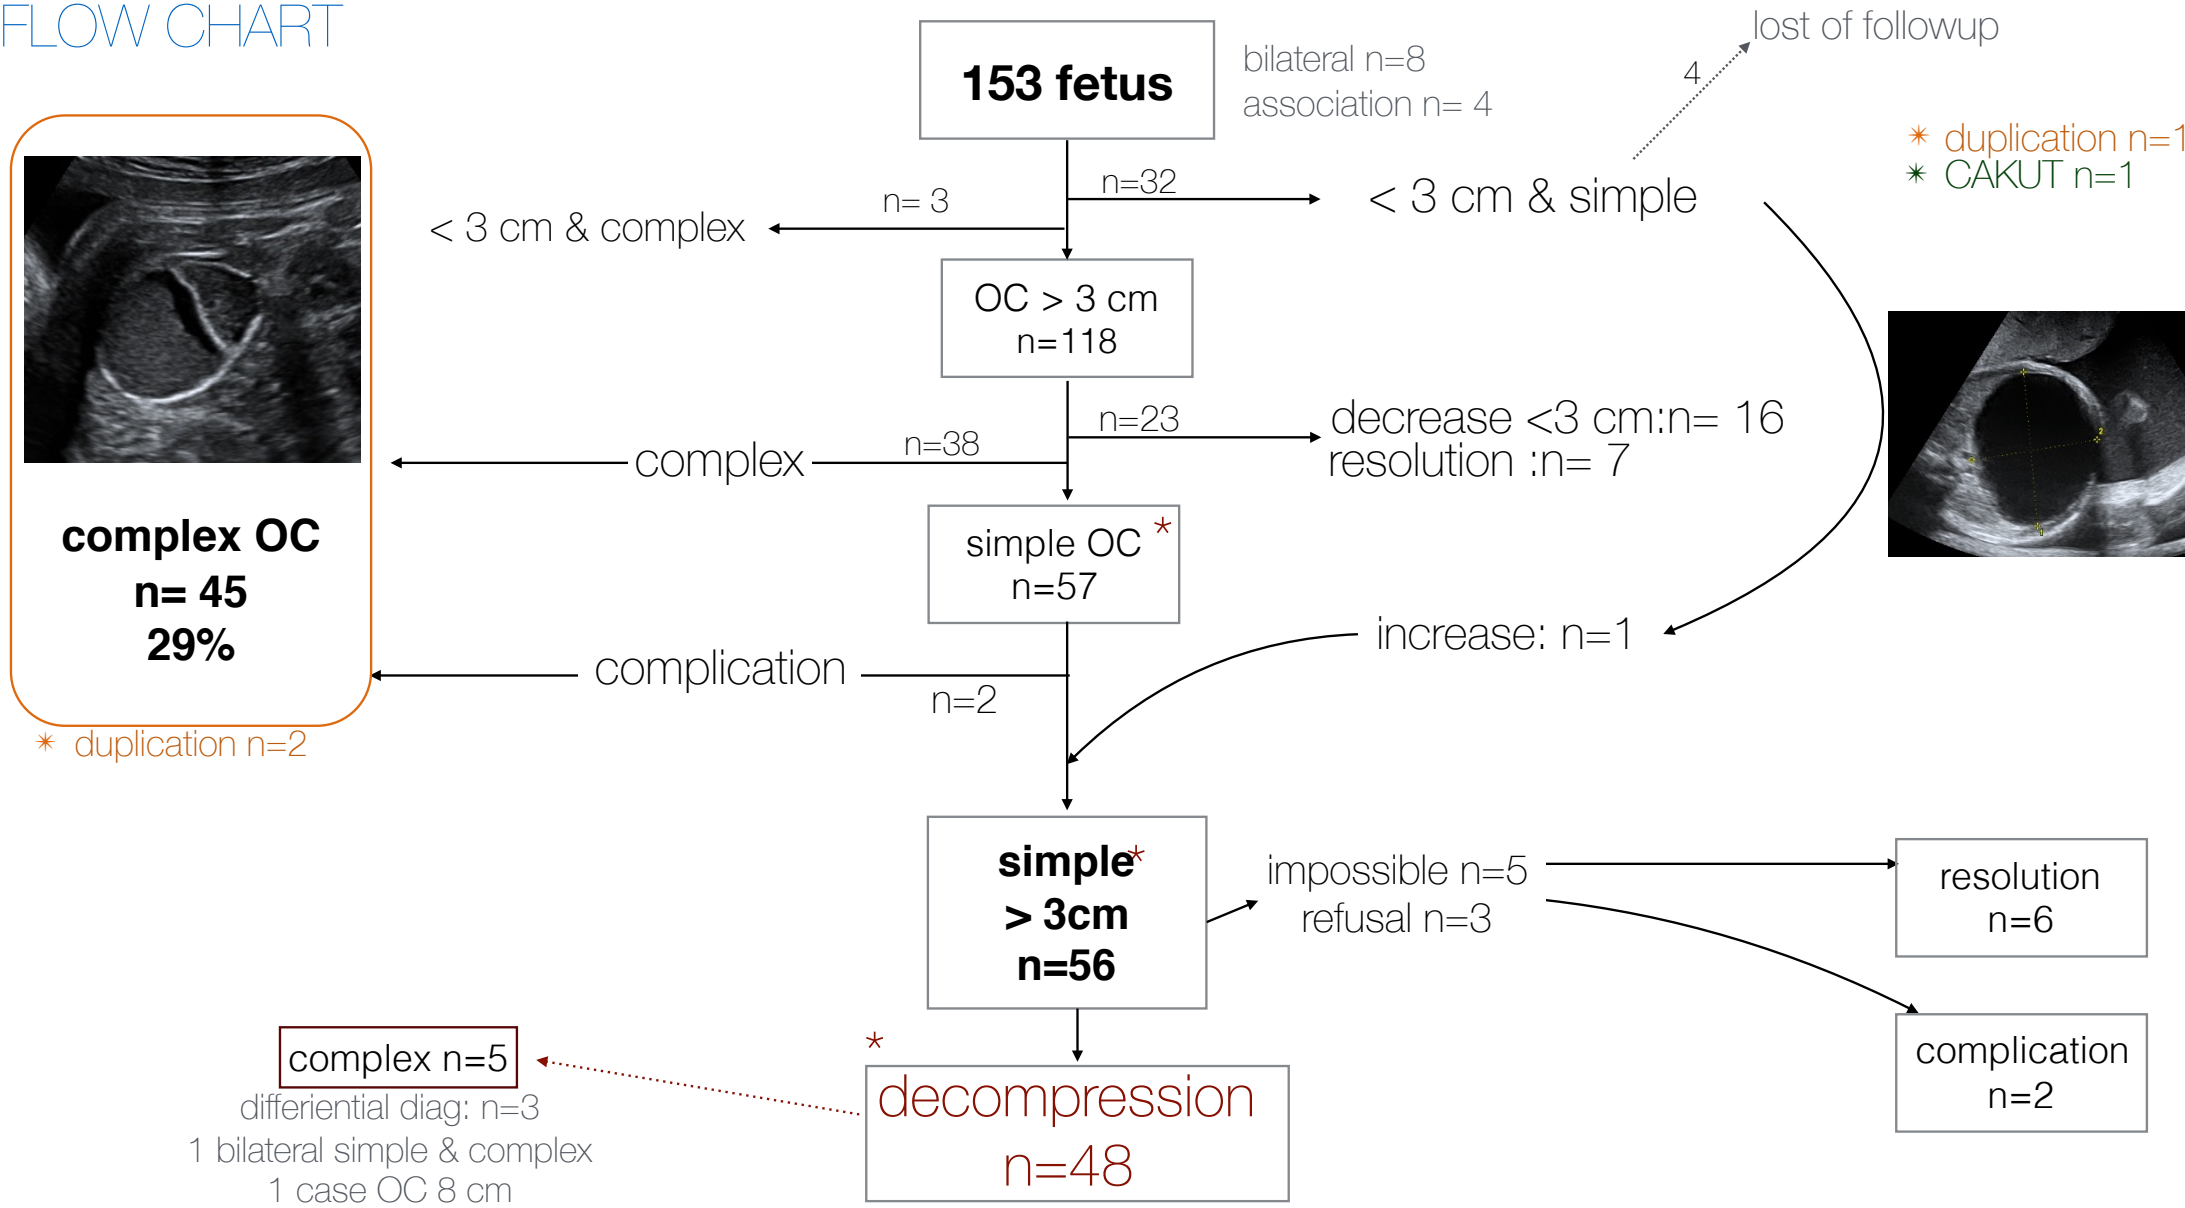 FLOW CHART
153 fetus
bilateral n=8
association n= 4
lost of followup
4
✴ duplication n=1
✴ CAKUT n=1
n= 3
n=32
< 3 cm & complex
< 3 cm & simple
OC > 3 cm
n=118
n=23
decrease <3 cm:n= 16
resolution :n= 7
complex
n=38
complex OC
n= 45
29%
simple OC *
n=57
increase: n=1
complication
n=2
✴ duplication n=2
simple*
> 3cm
n=56
impossible n=5
refusal n=3
resolution
n=6
complication
n=2
*
decompression
n=48
complex n=5
differiential diag: n=3
1 bilateral simple & complex
1 case OC 8 cm